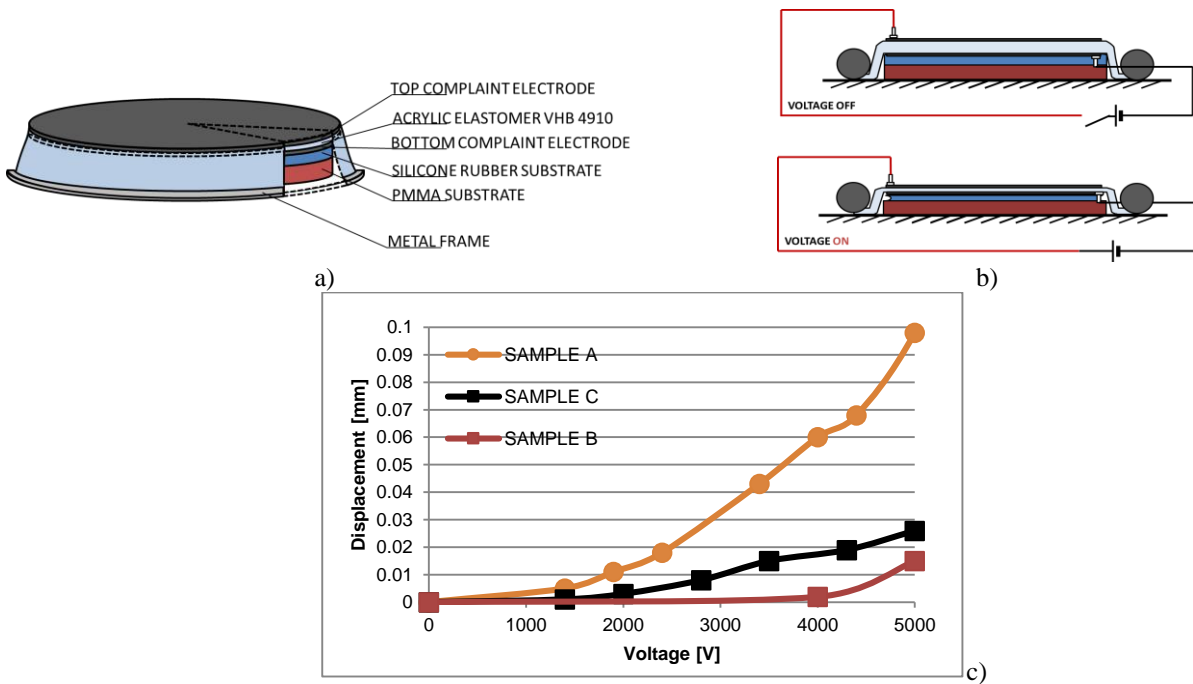 TOP COMPLAINT ELECTRODE
ACRYLIC ELASTOMER VHB 4910
BOTTOM COMPLAINT ELECTRODE
SILICONE RUBBER SUBSTRATE
PMMA SUBSTRATE
METAL FRAME
a)
VOLTAGE OFF
VOLTAGE ON
b)
0.1
0.09
0.08
0.07
0.06
0.05
0.04
0.03
0.02
0.01
0
Displacement [mm]
SAMPLE A
SAMPLE C
SAMPLE B
0 1000 2000 3000 4000 5000
Voltage [V]
c)